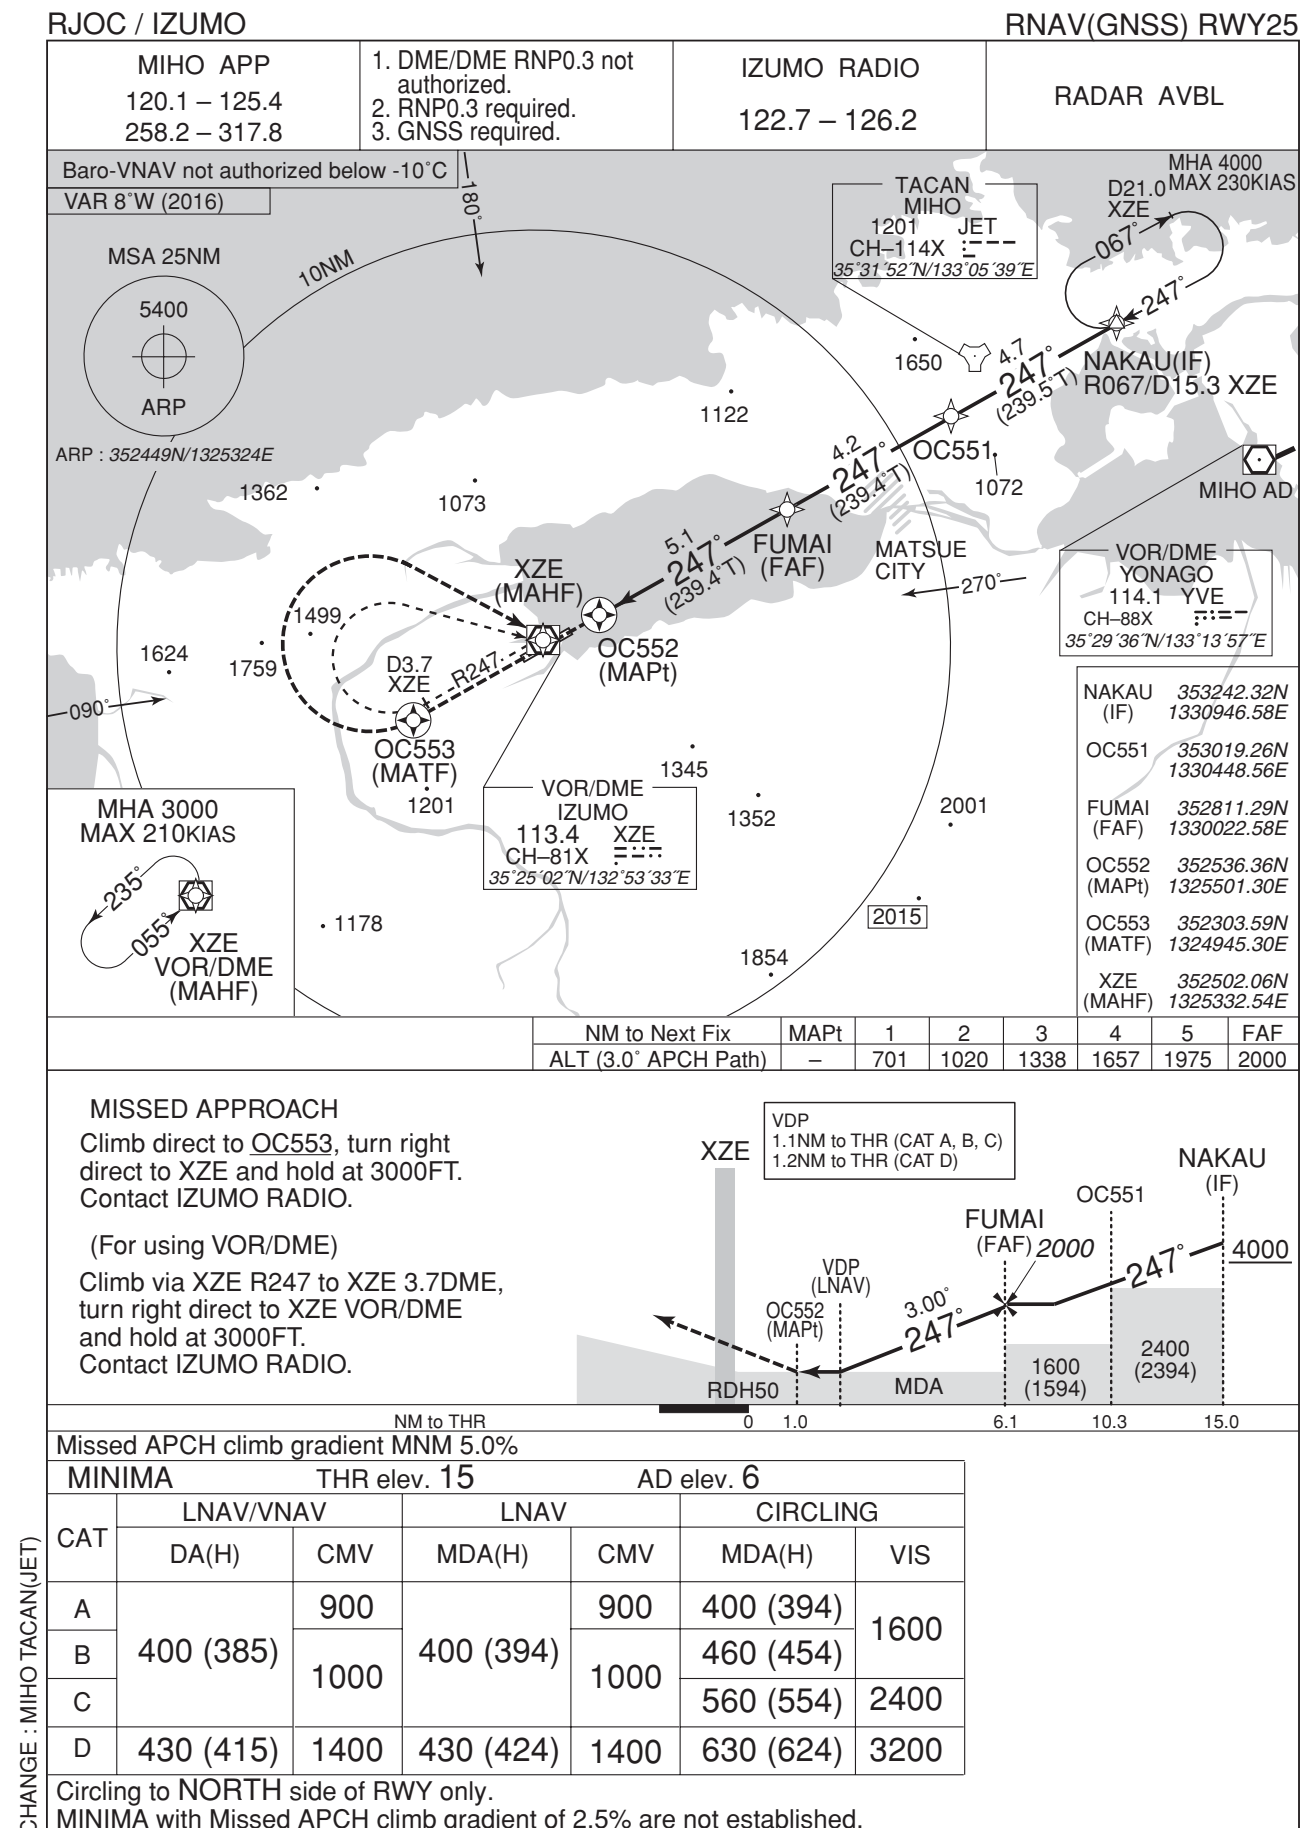 RJOC / IZUMO
RNAV(GNSS) RWY25
MIHO APP
120.1 – 125.4
258.2 – 317.8
1. DME/DME RNP0.3 not
authorized.
2. RNP0.3 required.
3. GNSS required.
IZUMO RADIO
122.7 – 126.2
RADAR AVBL
Baro-VNAV not authorized below -10˚C
VAR 8˚W (2016)
MSA 25NM
5400
ARP
ARP : 352449N/1325324E
10NM
180˚
TACAN
MIHO
1201 JET
CH–114X
35˚31´52˝N/133˚05´39˝E
MHA 4000
MAX 230KIAS
D21.0
XZE
067˚
247˚
NAKAU(IF)
R067/D15.3 XZE
4.7
247˚
(239.5˚T)
1650
1122
OC551
4.2
247˚
(239.4˚T)
1072
MIHO AD
1362
1073
FUMAI
(FAF)
MATSUE
CITY
5.1
247˚
(239.4˚T)
XZE
(MAHF)
270˚
VOR/DME
YONAGO
114.1 YVE
CH–88X
35˚29´36˝N/133˚13´57˝E
1499
1624
1759
D3.7
XZE
R247
OC552
(MAPt)
090˚
OC553
(MATF)
1201
1345
1352
2001
2015
1854
1178
VOR/DME
IZUMO
113.4 XZE
CH–81X
35˚25´02˝N/132˚53´33˝E
MHA 3000
MAX 210KIAS
235˚
055˚
XZE
VOR/DME
(MAHF)
NAKAU 353242.32N
(IF) 1330946.58E
OC551 353019.26N
1330448.56E
FUMAI 352811.29N
(FAF) 1330022.58E
OC552 352536.36N
(MAPt) 1325501.30E
OC553 352303.59N
(MATF) 1324945.30E
XZE 352502.06N
(MAHF) 1325332.54E
NM to Next Fix MAPt 1 2 3 4 5 FAF
ALT (3.0˚ APCH Path) – 701 1020 1338 1657 1975 2000
MISSED APPROACH
Climb direct to OC553, turn right
direct to XZE and hold at 3000FT.
Contact IZUMO RADIO.
(For using VOR/DME)
Climb via XZE R247 to XZE 3.7DME,
turn right direct to XZE VOR/DME
and hold at 3000FT.
Contact IZUMO RADIO.
VDP
1.1NM to THR (CAT A, B, C)
1.2NM to THR (CAT D)
XZE
NAKAU
(IF)
OC551
FUMAI
(FAF) 2000
4000
247˚
VDP
(LNAV)
OC552
(MAPt)
3.00˚
247˚
2400
(2394)
1600
(1594)
MDA
RDH50
NM to THR 0 1.0 6.1 10.3 15.0
Missed APCH climb gradient MNM 5.0%
MINIMA THR elev. 15 AD elev. 6
CAT LNAV/VNAV LNAV CIRCLING
DA(H) CMV MDA(H) CMV MDA(H) VIS
A 400 (385) 900 400 (394) 900 400 (394) 1600
B 1000 1000 460 (454)
C 560 (554) 2400
D 430 (415) 1400 430 (424) 1400 630 (624) 3200
Circling to NORTH side of RWY only.
MINIMA with Missed APCH climb gradient of 2.5% are not established.
CHANGE : MIHO TACAN(JET)